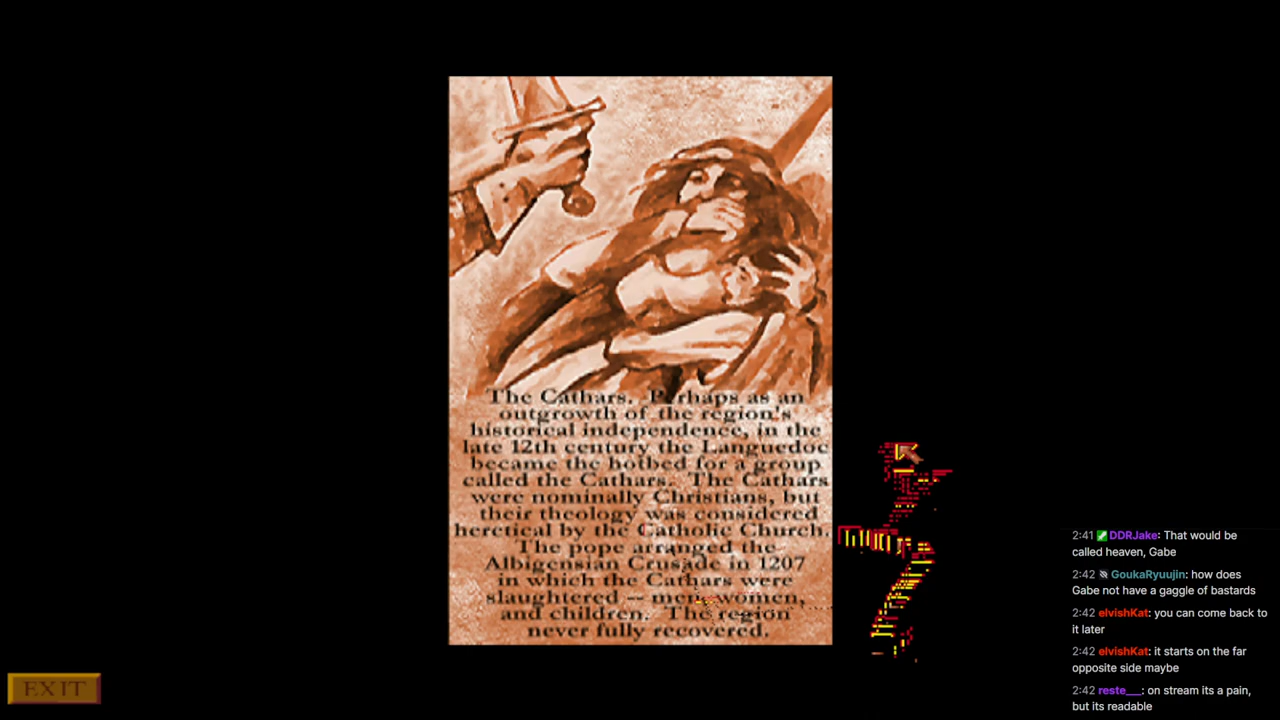 The Cathars. Perhaps as an
outgrowth of the region's
historical independence, in the
late 12th century the Languedoc
became the hotbed for a group
called the Cathars. The Cathars
were nominally Christians, but
their theology was considered
heretical by the Catholic Church.
The pope arranged the
Albigensian Crusade in 1207
in which the Cathars were
slaughtered -- men, women,
and children. The region
never fully recovered.
EXIT
2:41 DDRJake: That would be
called heaven, Gabe
2:42 GoukaRyuujin: how does
Gabe not have a gaggle of bastards
2:42 elvishKat: you can come back to
it later
2:42 elvishKat: it starts on the far
opposite side maybe
2:42 reste___: on stream its a pain,
but its readable